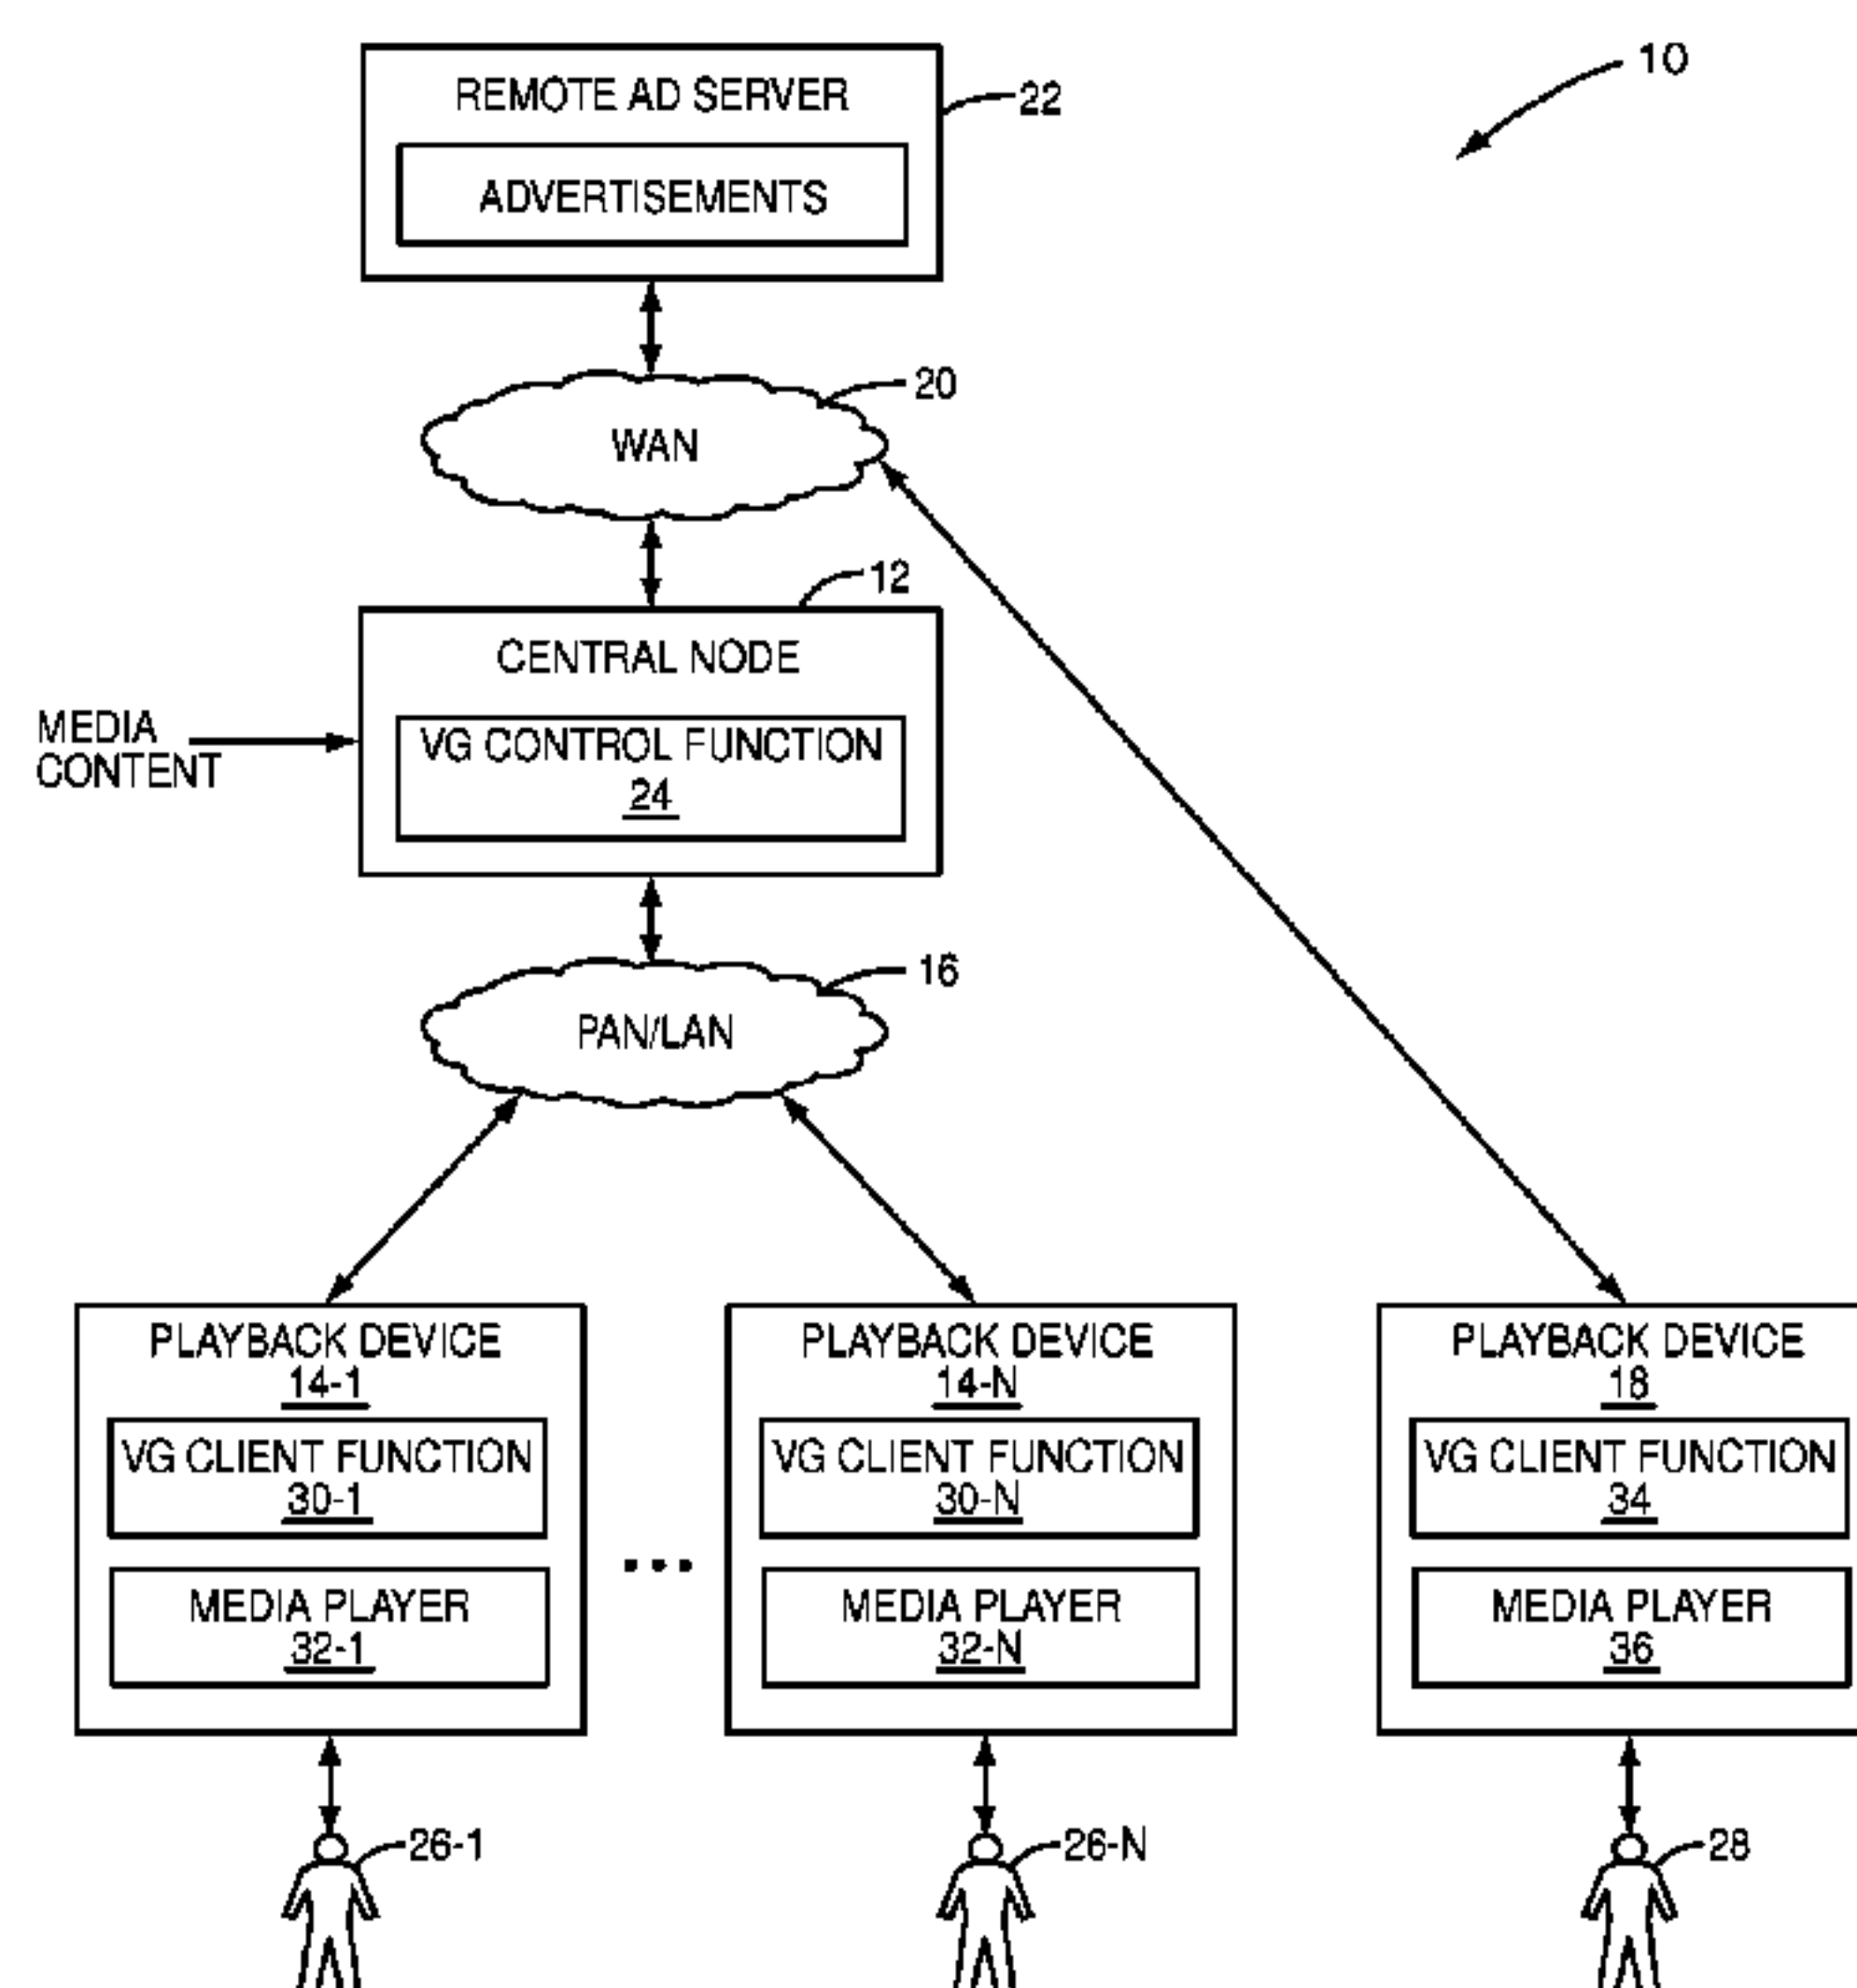 10
REMOTE AD SERVER
22
ADVERTISEMENTS
20
WAN
12
CENTRAL NODE
MEDIA
CONTENT
VG CONTROL FUNCTION
24
16
PAN/LAN
PLAYBACK DEVICE
14-1
VG CLIENT FUNCTION
30-1
MEDIA PLAYER
32-1
...
PLAYBACK DEVICE
14-N
VG CLIENT FUNCTION
30-N
MEDIA PLAYER
32-N
PLAYBACK DEVICE
18
VG CLIENT FUNCTION
34
MEDIA PLAYER
36
26-1
26-N
28